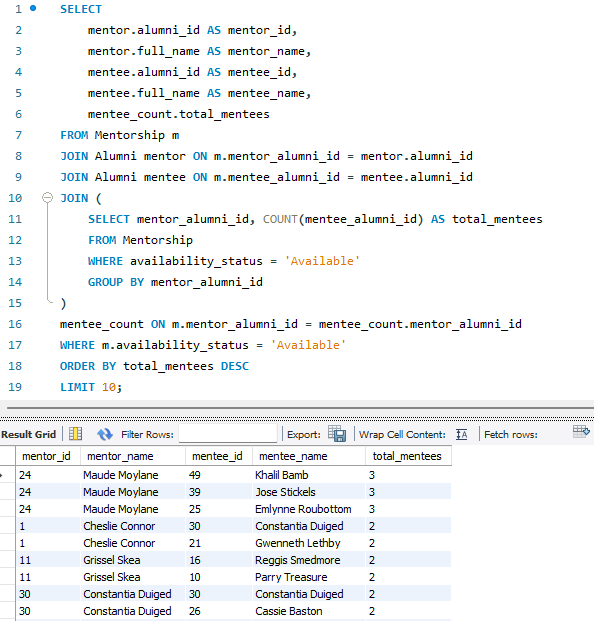 1 SELECT
2 mentor.alumni_id AS mentor_id,
3 mentor.full_name AS mentor_name,
4 mentee.alumni_id AS mentee_id,
5 mentee.full_name AS mentee_name,
6 mentee_count.total_mentees
7 FROM Mentorship m
8 JOIN Alumni mentor ON m.mentor_alumni_id = mentor.alumni_id
9 JOIN Alumni mentee ON m.mentee_alumni_id = mentee.alumni_id
10 JOIN (
11 SELECT mentor_alumni_id, COUNT(mentee_alumni_id) AS total_mentees
12 FROM Mentorship
13 WHERE availability_status = 'Available'
14 GROUP BY mentor_alumni_id
15 )
16 mentee_count ON m.mentor_alumni_id = mentee_count.mentor_alumni_id
17 WHERE m.availability_status = 'Available'
18 ORDER BY total_mentees DESC
19 LIMIT 10;
Result Grid Filter Rows: Export: Wrap Cell Content: IA Fetch rows:
mentor_id mentor_name mentee_id mentee_name total_mentees
24 Maude Moylane 49 Khalil Bamb 3
24 Maude Moylane 39 Jose Stickels 3
24 Maude Moylane 25 Emlynne Roubottom 3
1 Cheslie Connor 30 Constantia Duiged 2
1 Cheslie Connor 21 Gwenneth Lethby 2
11 Grissel Skea 16 Reggis Smedmore 2
11 Grissel Skea 10 Parry Treasure 2
30 Constantia Duiged 30 Constantia Duiged 2
30 Constantia Duiged 26 Cassie Baston 2